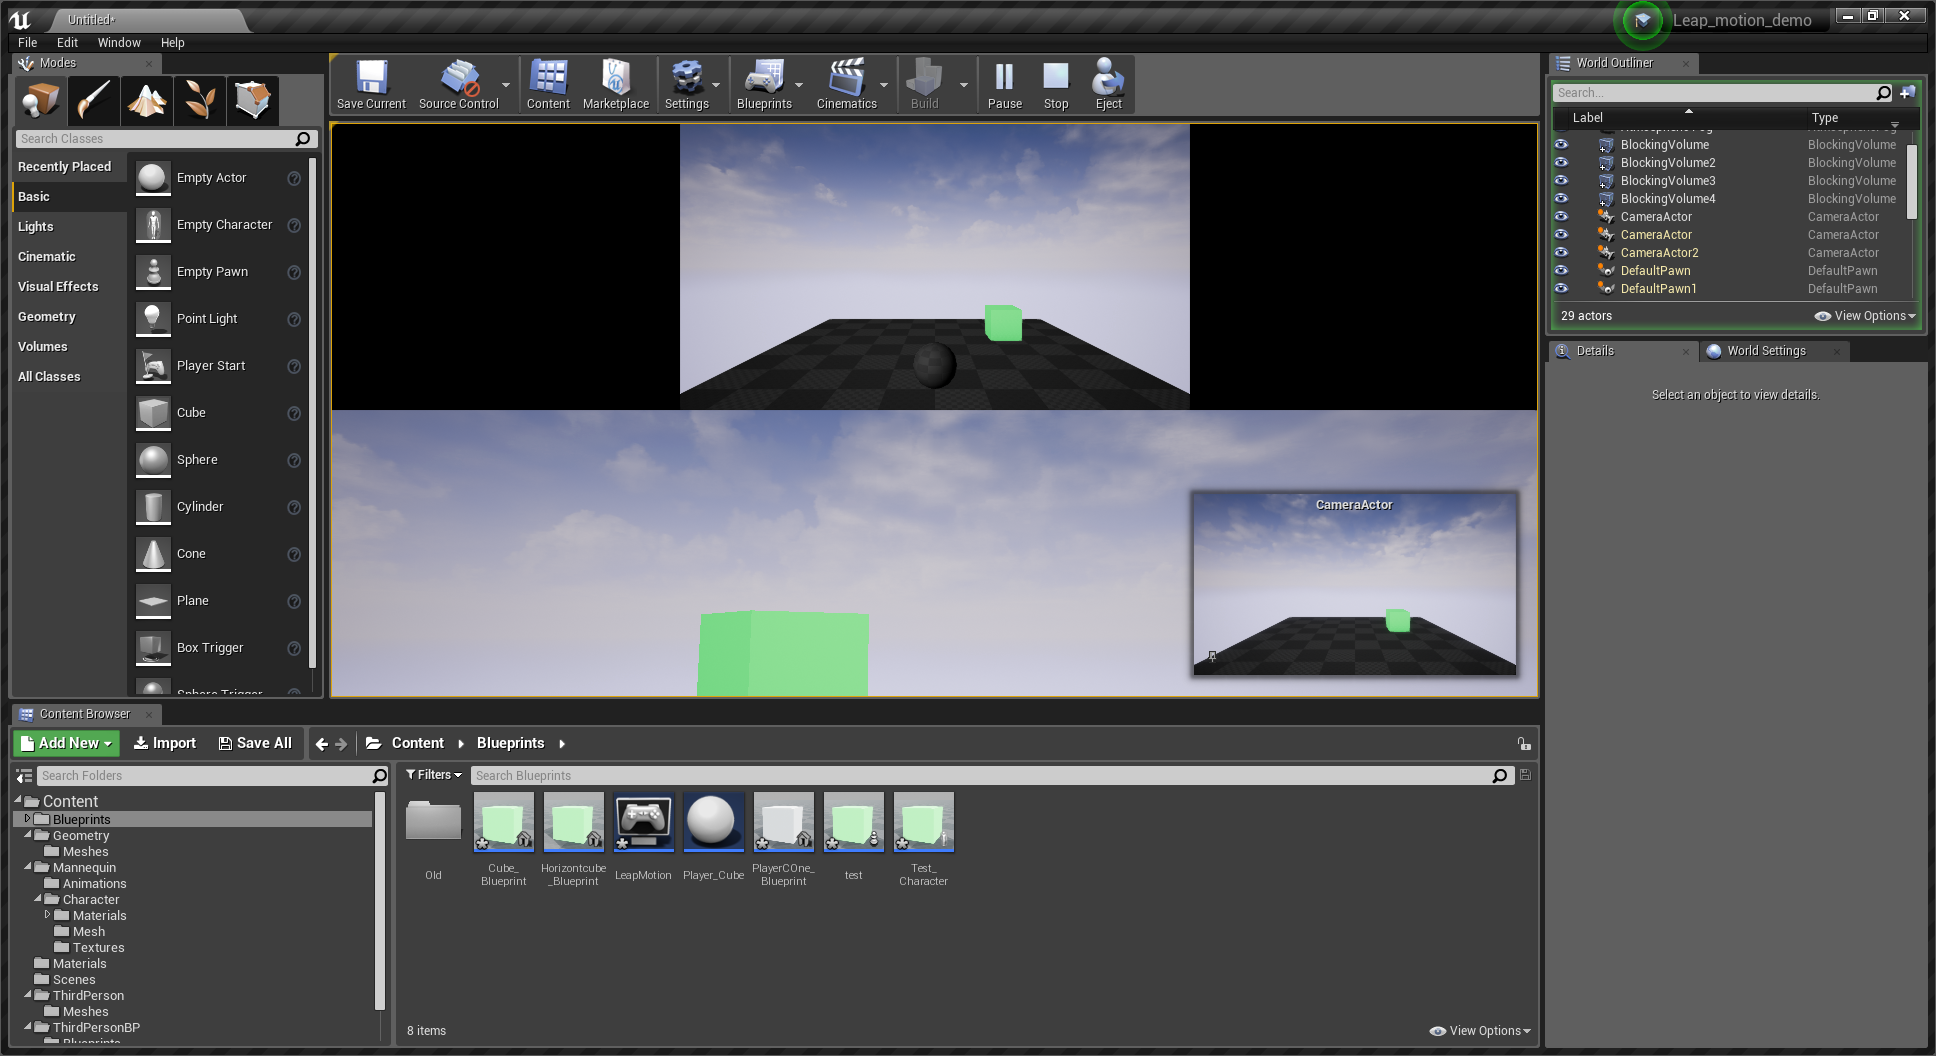 Untitled*
Leap_motion_demo
File Edit Window Help
Modes
Search Classes
Recently Placed
Basic
Lights
Cinematic
Visual Effects
Geometry
Volumes
All Classes
Empty Actor
Empty Character
Empty Pawn
Point Light
Player Start
Cube
Sphere
Cylinder
Cone
Plane
Box Trigger
Sphere Trigger
Save Current
Source Control
Content
Marketplace
Settings
Blueprints
Cinematics
Build
Pause
Stop
Eject
CameraActor
World Outliner
Search...
Label Type
BlockingVolume BlockingVolume
BlockingVolume2 BlockingVolume
BlockingVolume3 BlockingVolume
BlockingVolume4 BlockingVolume
CameraActor CameraActor
CameraActor CameraActor
CameraActor2 CameraActor
DefaultPawn DefaultPawn
DefaultPawn1 DefaultPawn
29 actors View Options
Details
World Settings
Select an object to view details.
Content Browser
Add New Import Save All Content Blueprints
Search Folders
Content
Blueprints
Geometry
Meshes
Mannequin
Animations
Character
Materials
Mesh
Textures
Materials
Scenes
ThirdPerson
Meshes
ThirdPersonBP
Blueprints
Filters Search Blueprints
Old
Cube_
Blueprint
Horizontcube
_Blueprint
LeapMotion
Player_Cube
PlayerCOne_
Blueprint
test
Test_
Character
8 items View Options